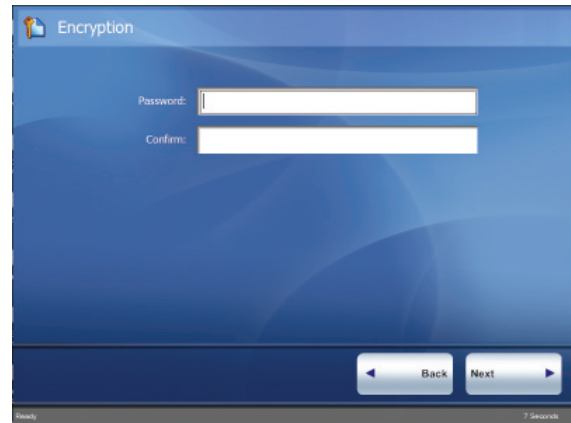 Encryption
Password:
Confirm:
Back Next
Ready 7 Seconds